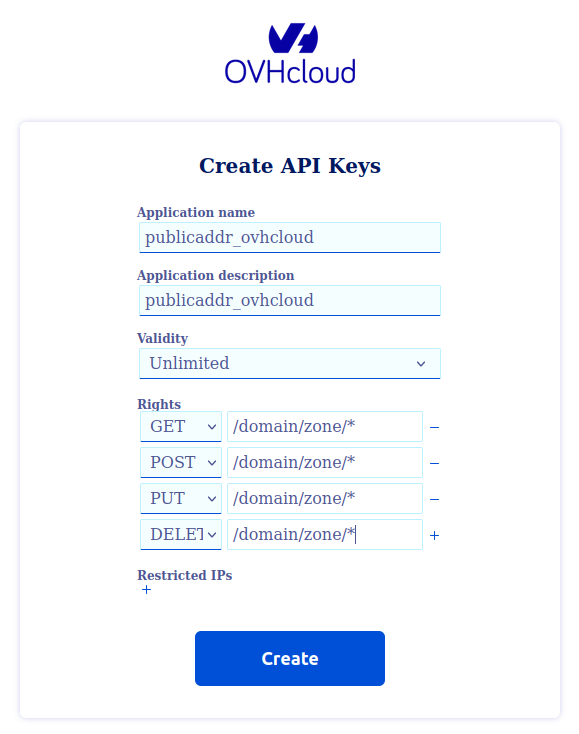 OVHcloud
Create API Keys
Application name
publicaddr_ovhcloud
Application description
publicaddr_ovhcloud
Validity
Unlimited
Rights
GET /domain/zone/* −
POST /domain/zone/* −
PUT /domain/zone/* −
DELET /domain/zone/* +
Restricted IPs
+
Create